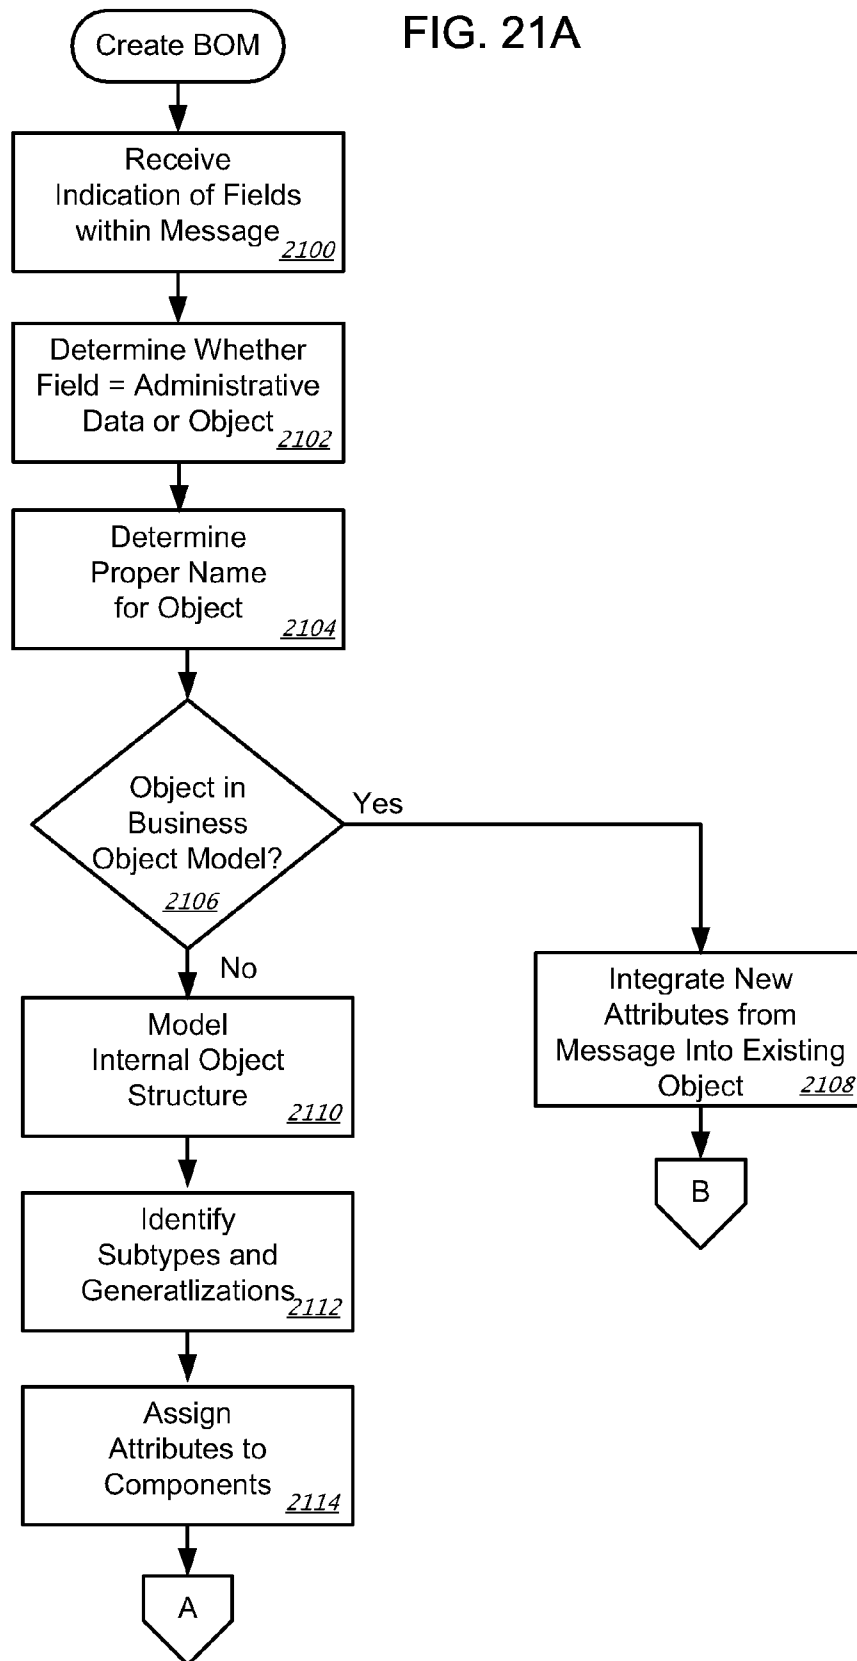 Create BOM
FIG. 21A
Receive
Indication of Fields
within Message
2100
Determine Whether
Field = Administrative
Data or Object
2102
Determine
Proper Name
for Object
2104
Object in
Business
Object Model?
2106
Yes
No
Integrate New
Attributes from
Message Into Existing
Object
2108
Model
Internal Object
Structure
2110
B
Identify
Subtypes and
Generatlizations
2112
Assign
Attributes to
Components
2114
A